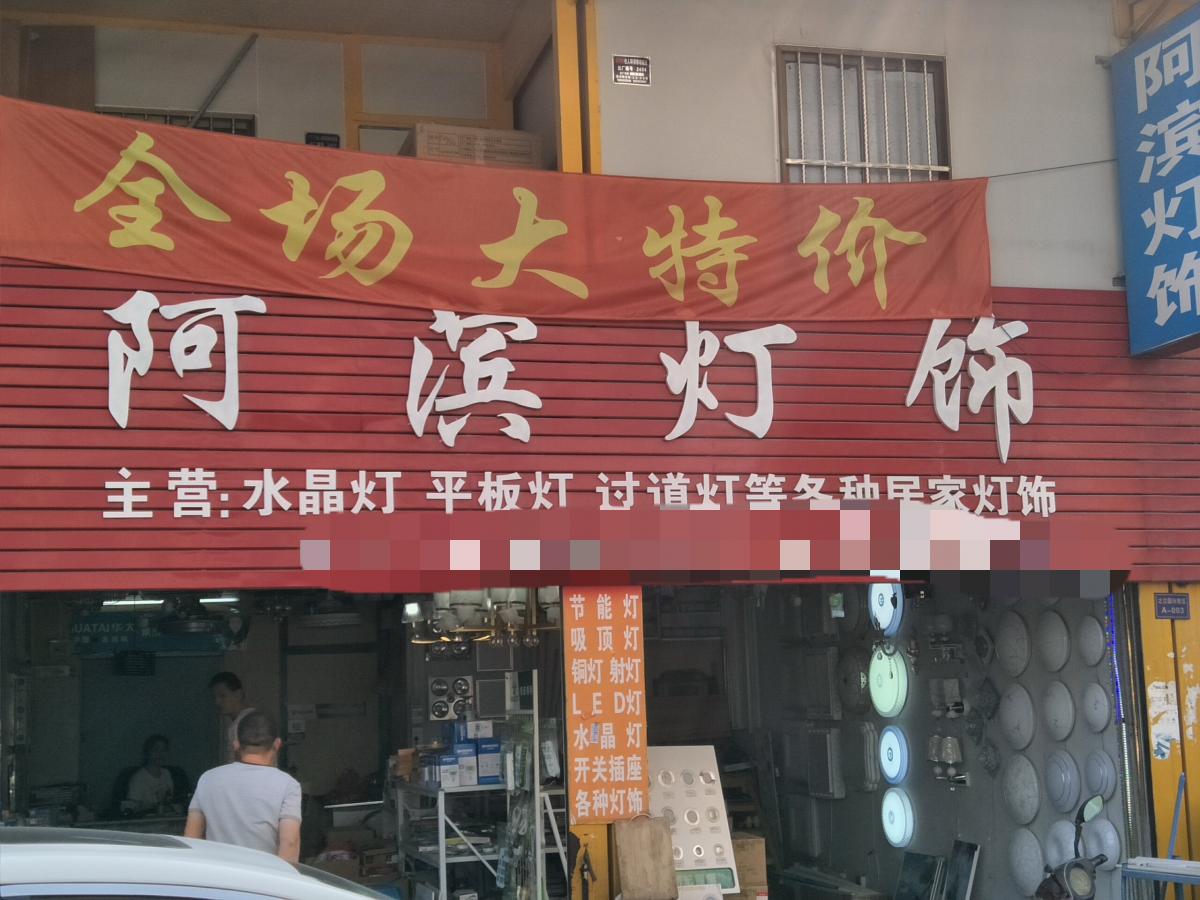 全场大特价
阿滨灯饰
阿滨灯饰
主营:水晶灯 平板灯 过道灯等各种居家灯饰
节能灯
吸顶灯
铜灯射灯
LED灯
水晶灯
开关插座
各种灯饰
A-003